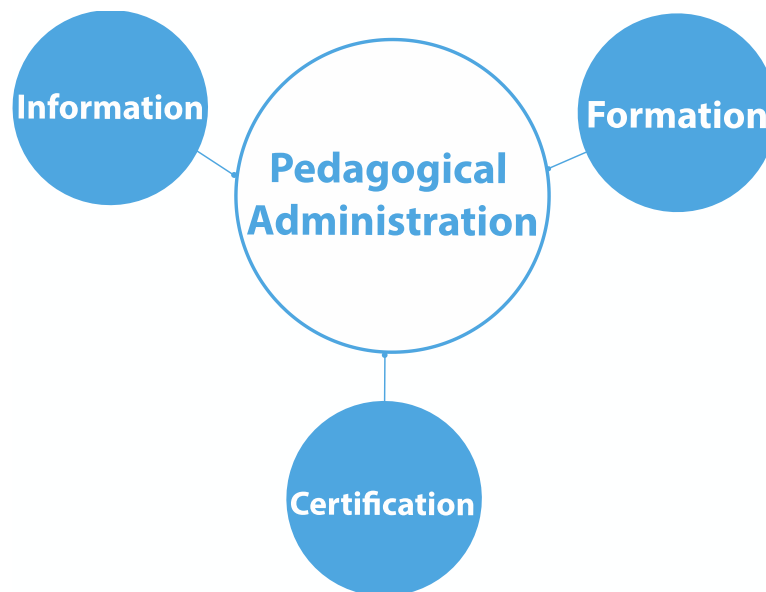 Information
Formation
Pedagogical
Administration
Certification